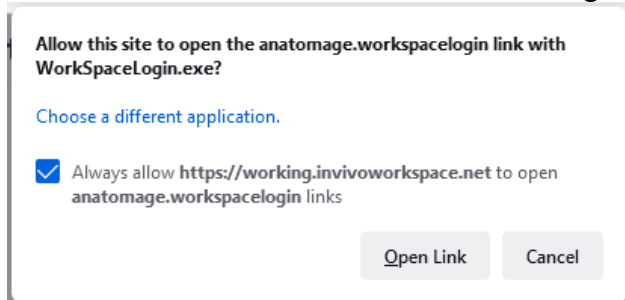 Allow this site to open the anatomage.workspacelogin link with
WorkSpaceLogin.exe?
Choose a different application.
Always allow https://working.invivoworkspace.net to open
anatomage.workspacelogin links
Open Link
Cancel